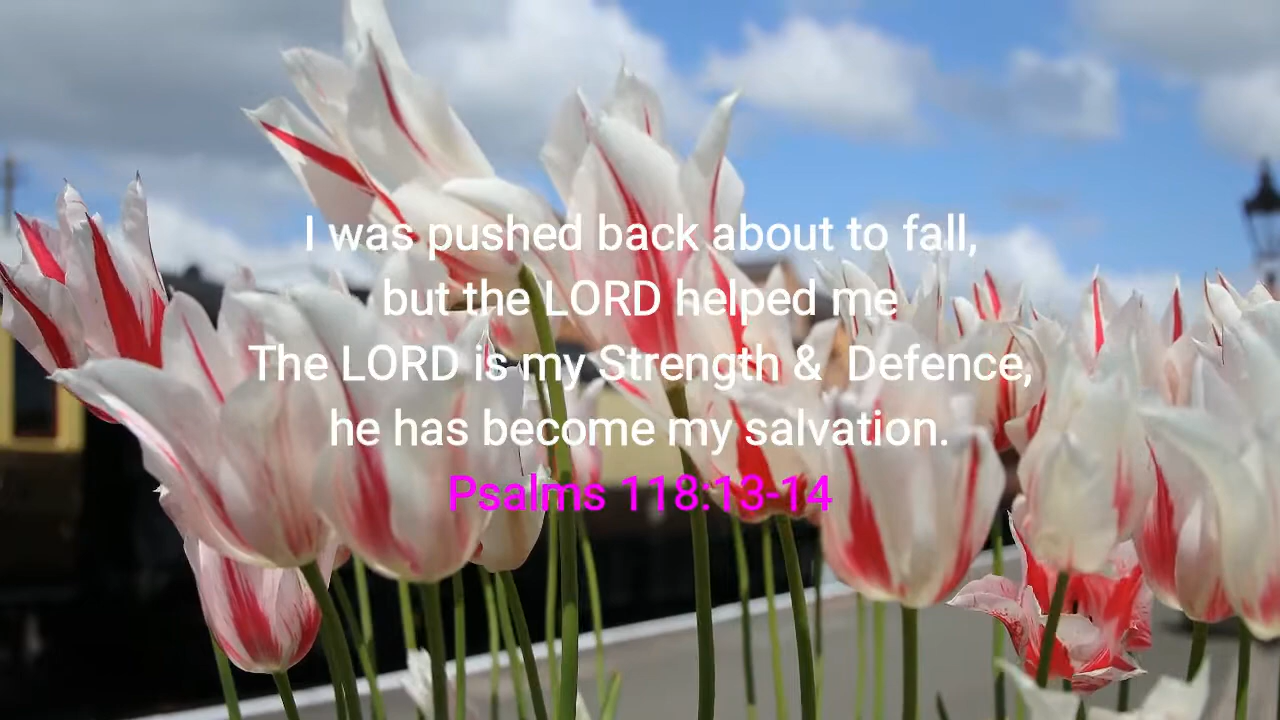 I was pushed back about to fall,
but the LORD helped me
The LORD is my Strength &  Defence,
he has become my salvation.
Psalms 118:13-14